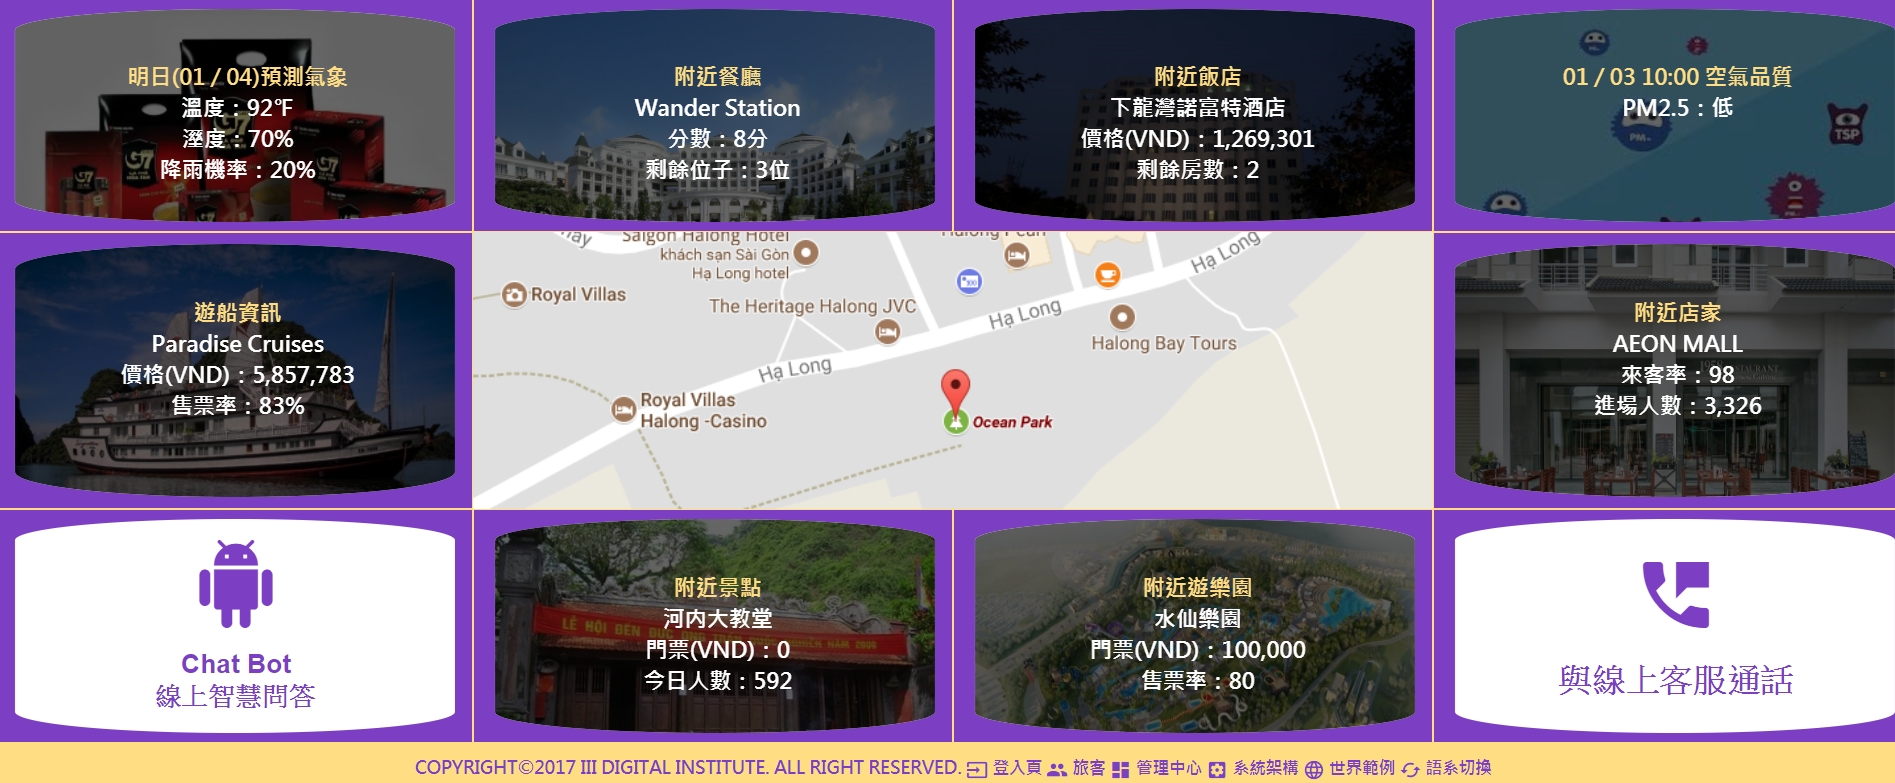 明日(01 / 04)預測氣象
溫度：92℉
溼度：70%
降雨機率：20%
附近餐廳
Wander Station
分數：8分
剩餘位子：3位
附近飯店
下龍灣諾富特酒店
價格(VND)：1,269,301
剩餘房數：2
01 / 03 10:00 空氣品質
PM2.5：低
PM
TSP
G7
遊船資訊
Paradise Cruises
價格(VND)：5,857,783
售票率：83%
Saigon Halong Hotel
khách sạn Sài Gòn
Hạ Long hotel
Royal Villas
The Heritage Halong JVC
Hạ Long
Hạ Long
Hạ Long
Halong Bay Tours
Royal Villas
Halong -Casino
Ocean Park
附近店家
AEON MALL
來客率：98
進場人數：3,326
Chat Bot
線上智慧問答
附近景點
河内大教堂
門票(VND)：0
今日人數：592
LỄ HỘI ĐỀN ĐỨC ÔNG
附近遊樂園
水仙樂園
門票(VND)：100,000
售票率：80
與線上客服通話
COPYRIGHT©2017 III DIGITAL INSTITUTE. ALL RIGHT RESERVED. 登入頁 旅客 管理中心 系統架構 世界範例 語系切換